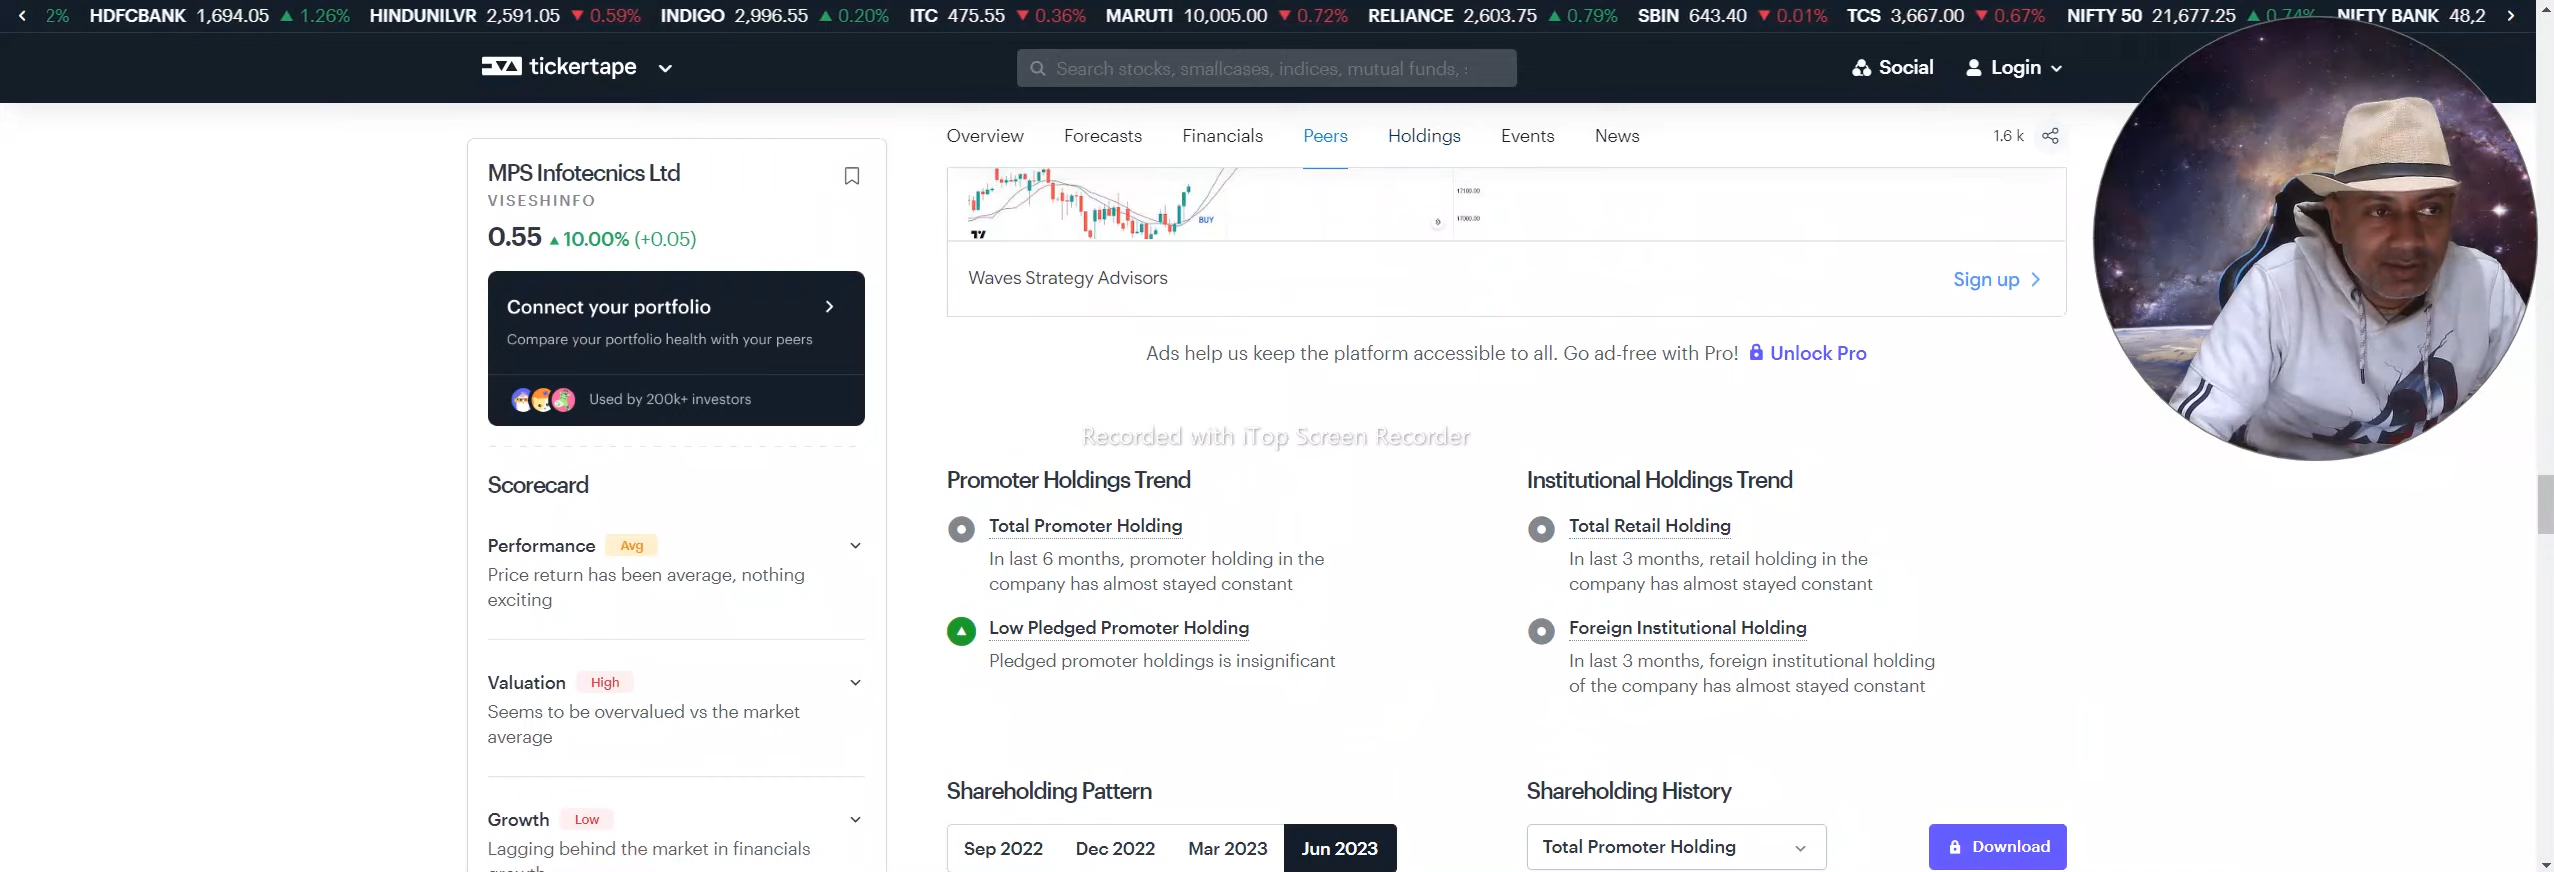 2% HDFCBANK 1,694.05 ▲ 1.26% HINDUNILVR 2,591.05 ▼ 0.59% INDIGO 2,996.55 ▲ 0.20% ITC 475.55 ▼ 0.36% MARUTI 10,005.00 ▼ 0.72% RELIANCE 2,603.75 ▲ 0.79% SBIN 643.40 ▼ 0.01% TCS 3,667.00 ▼ 0.67% NIFTY 50 21,677.25 ▲ 0.74% NIFTY BANK 48,2
tickertape
Search stocks, smallcases, indices, mutual funds, :
Social
Login
Overview Forecasts Financials Peers Holdings Events News
1.6 k
MPS Infotecnics Ltd
VISESHINFO
0.55 ▲ 10.00% (+0.05)
Connect your portfolio
Compare your portfolio health with your peers
Used by 200k+ investors
Scorecard
Performance Avg
Price return has been average, nothing
exciting
Valuation High
Seems to be overvalued vs the market
average
Growth Low
Lagging behind the market in financials
growth
BUY
17100.00
17000.00
Waves Strategy Advisors
Sign up
Ads help us keep the platform accessible to all. Go ad-free with Pro! Unlock Pro
Recorded with iTop Screen Recorder
Promoter Holdings Trend
Total Promoter Holding
In last 6 months, promoter holding in the
company has almost stayed constant
Low Pledged Promoter Holding
Pledged promoter holdings is insignificant
Institutional Holdings Trend
Total Retail Holding
In last 3 months, retail holding in the
company has almost stayed constant
Foreign Institutional Holding
In last 3 months, foreign institutional holding
of the company has almost stayed constant
Shareholding Pattern
Sep 2022 Dec 2022 Mar 2023 Jun 2023
Shareholding History
Total Promoter Holding
Download